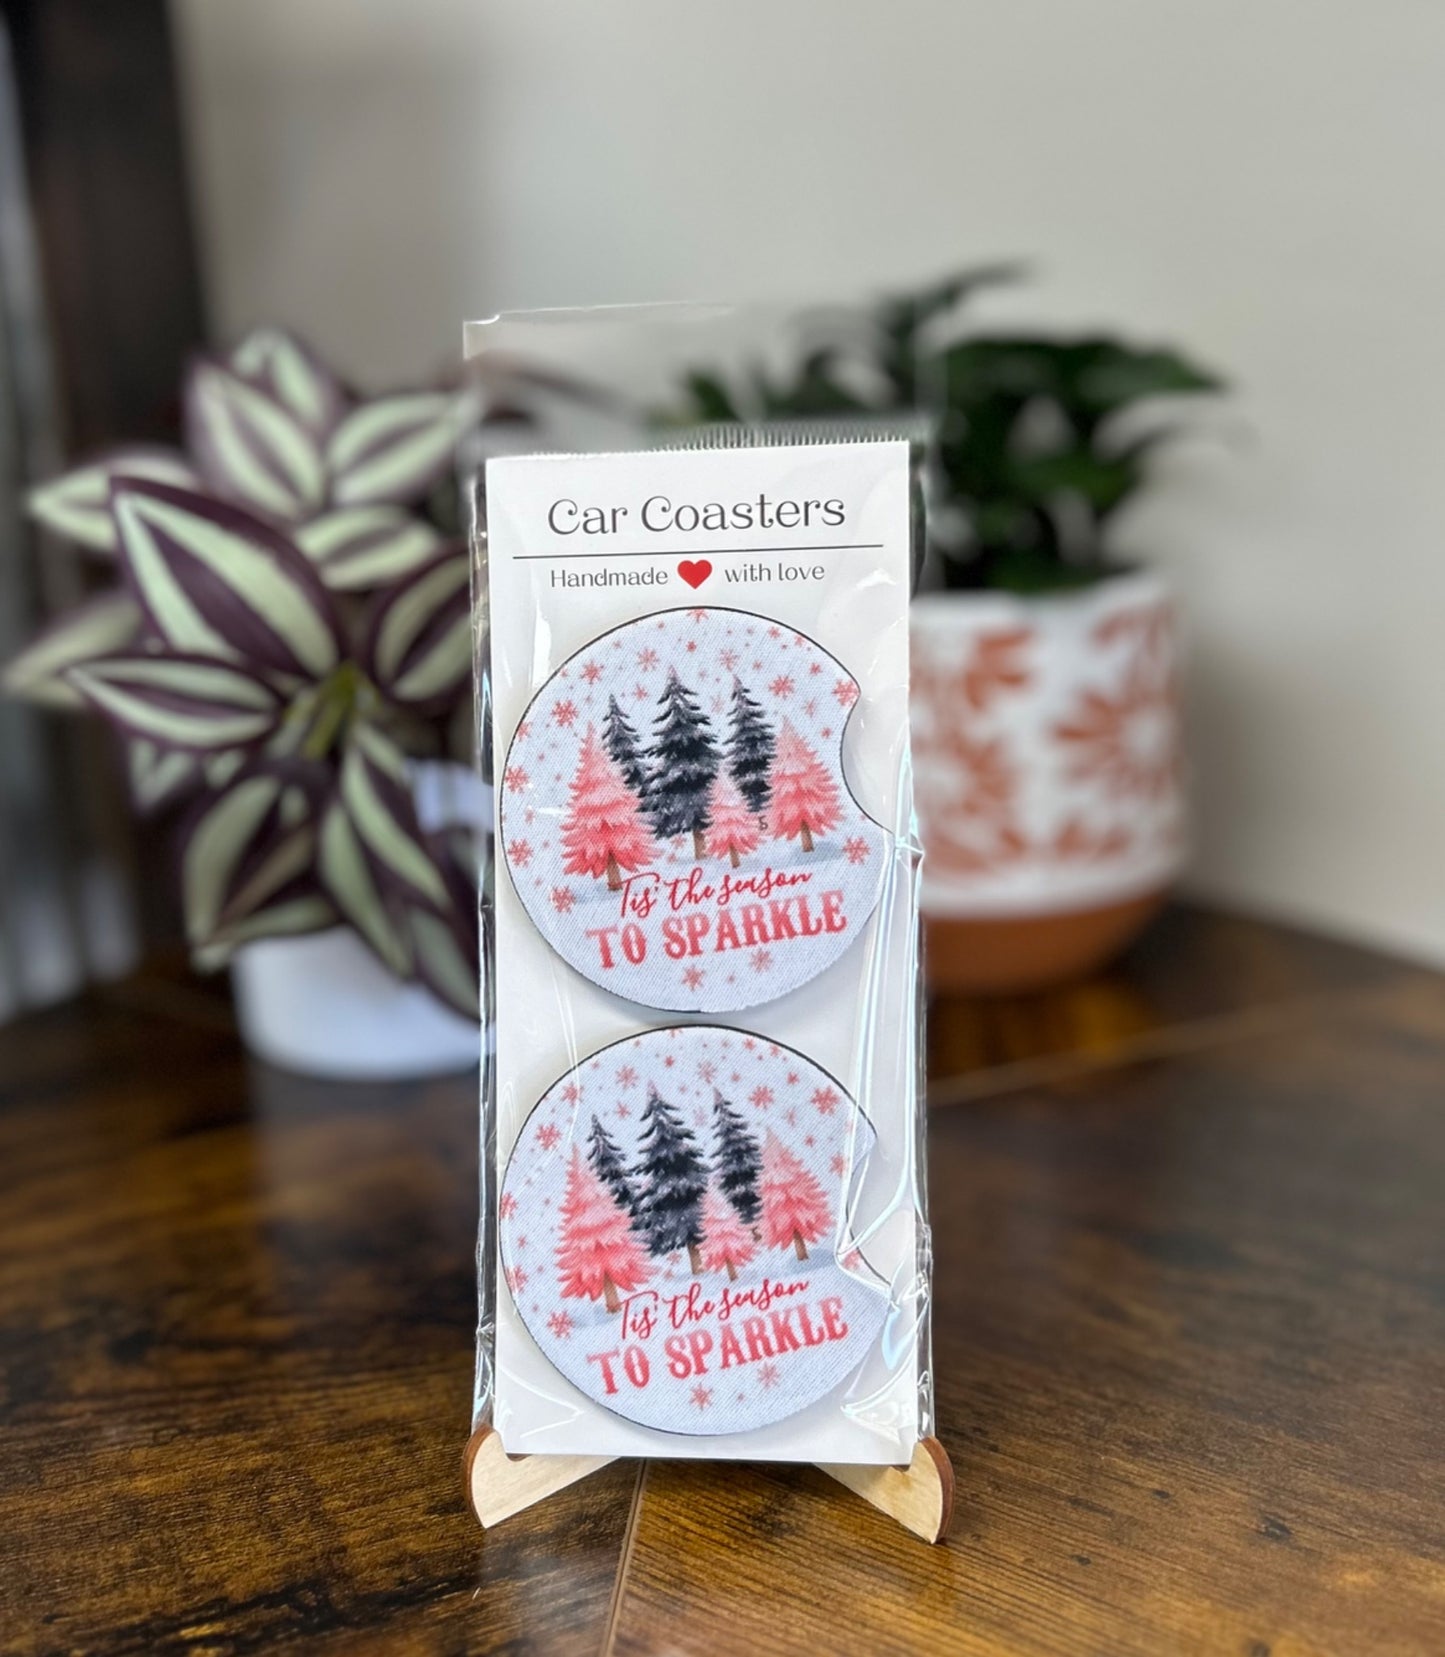 Car Coasters
Handmade with love
Tis' the season
TO SPARKLE
Tis' the season
TO SPARKLE